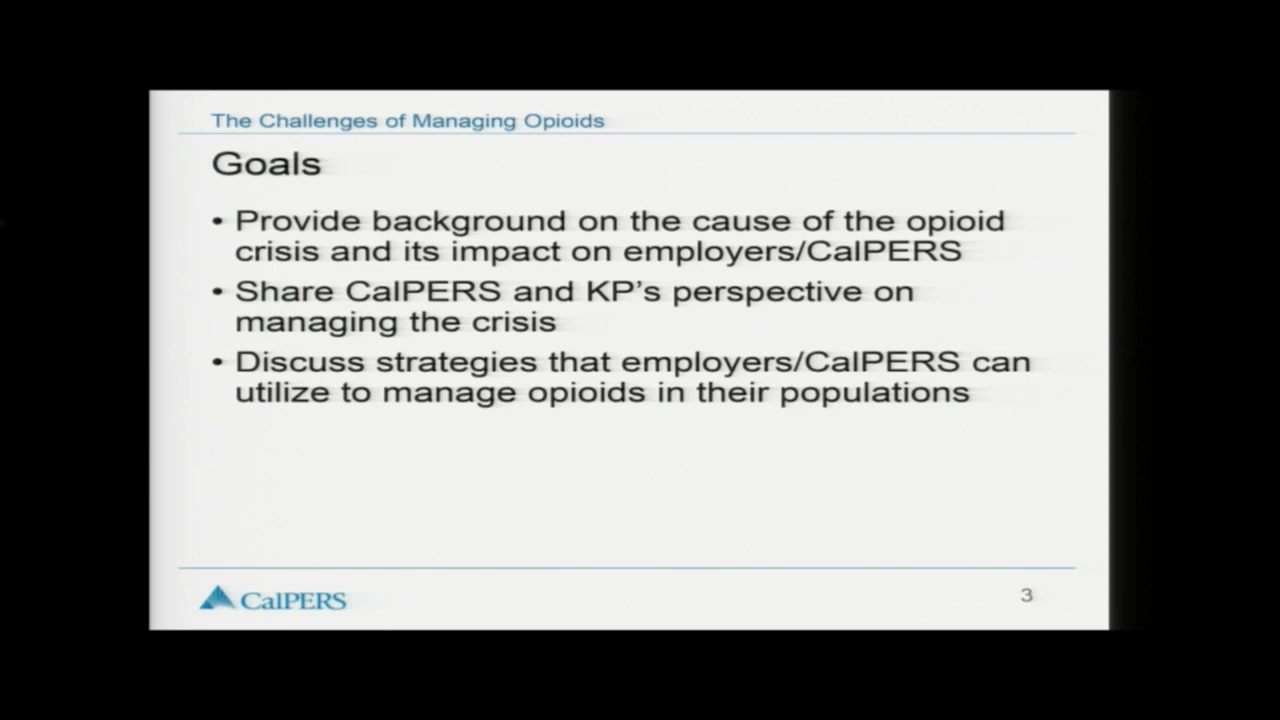 The Challenges of Managing Opioids
Goals
• Provide background on the cause of the opioid
crisis and its impact on employers/CalPERS
• Share CalPERS and KP’s perspective on
managing the crisis
• Discuss strategies that employers/CalPERS can
utilize to manage opioids in their populations
CalPERS
3